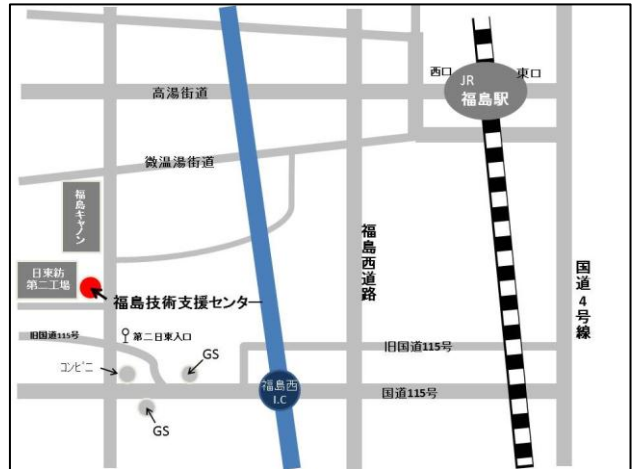 西口
JR
福島駅
東口
高湯街道
微温湯街道
福島キヤノン
福島西道路
国道4号線
日東紡
第二工場
福島技術支援センター
旧国道115号
第二日東入口
旧国道115号
コンビニ
GS
福島西
I.C
国道115号
GS